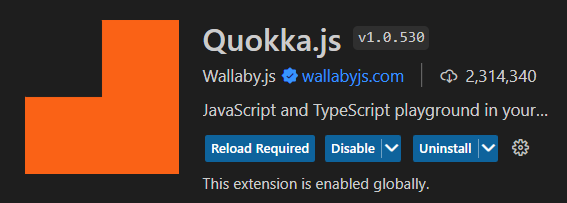 Quokka.js v1.0.530
Wallaby.js wallabyjs.com 2,314,340
JavaScript and TypeScript playground in your...
Reload Required Disable Uninstall
This extension is enabled globally.